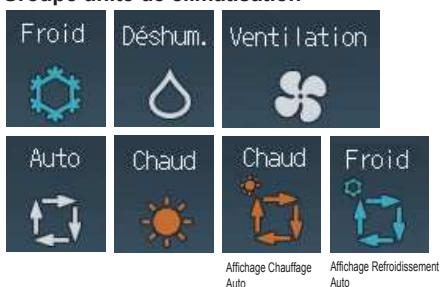 Groupe unité de climatisation
Froid Déshum. Ventilation
Auto Chaud Chaud Froid
Affichage Chauffage Auto
Affichage Refroidissement Auto